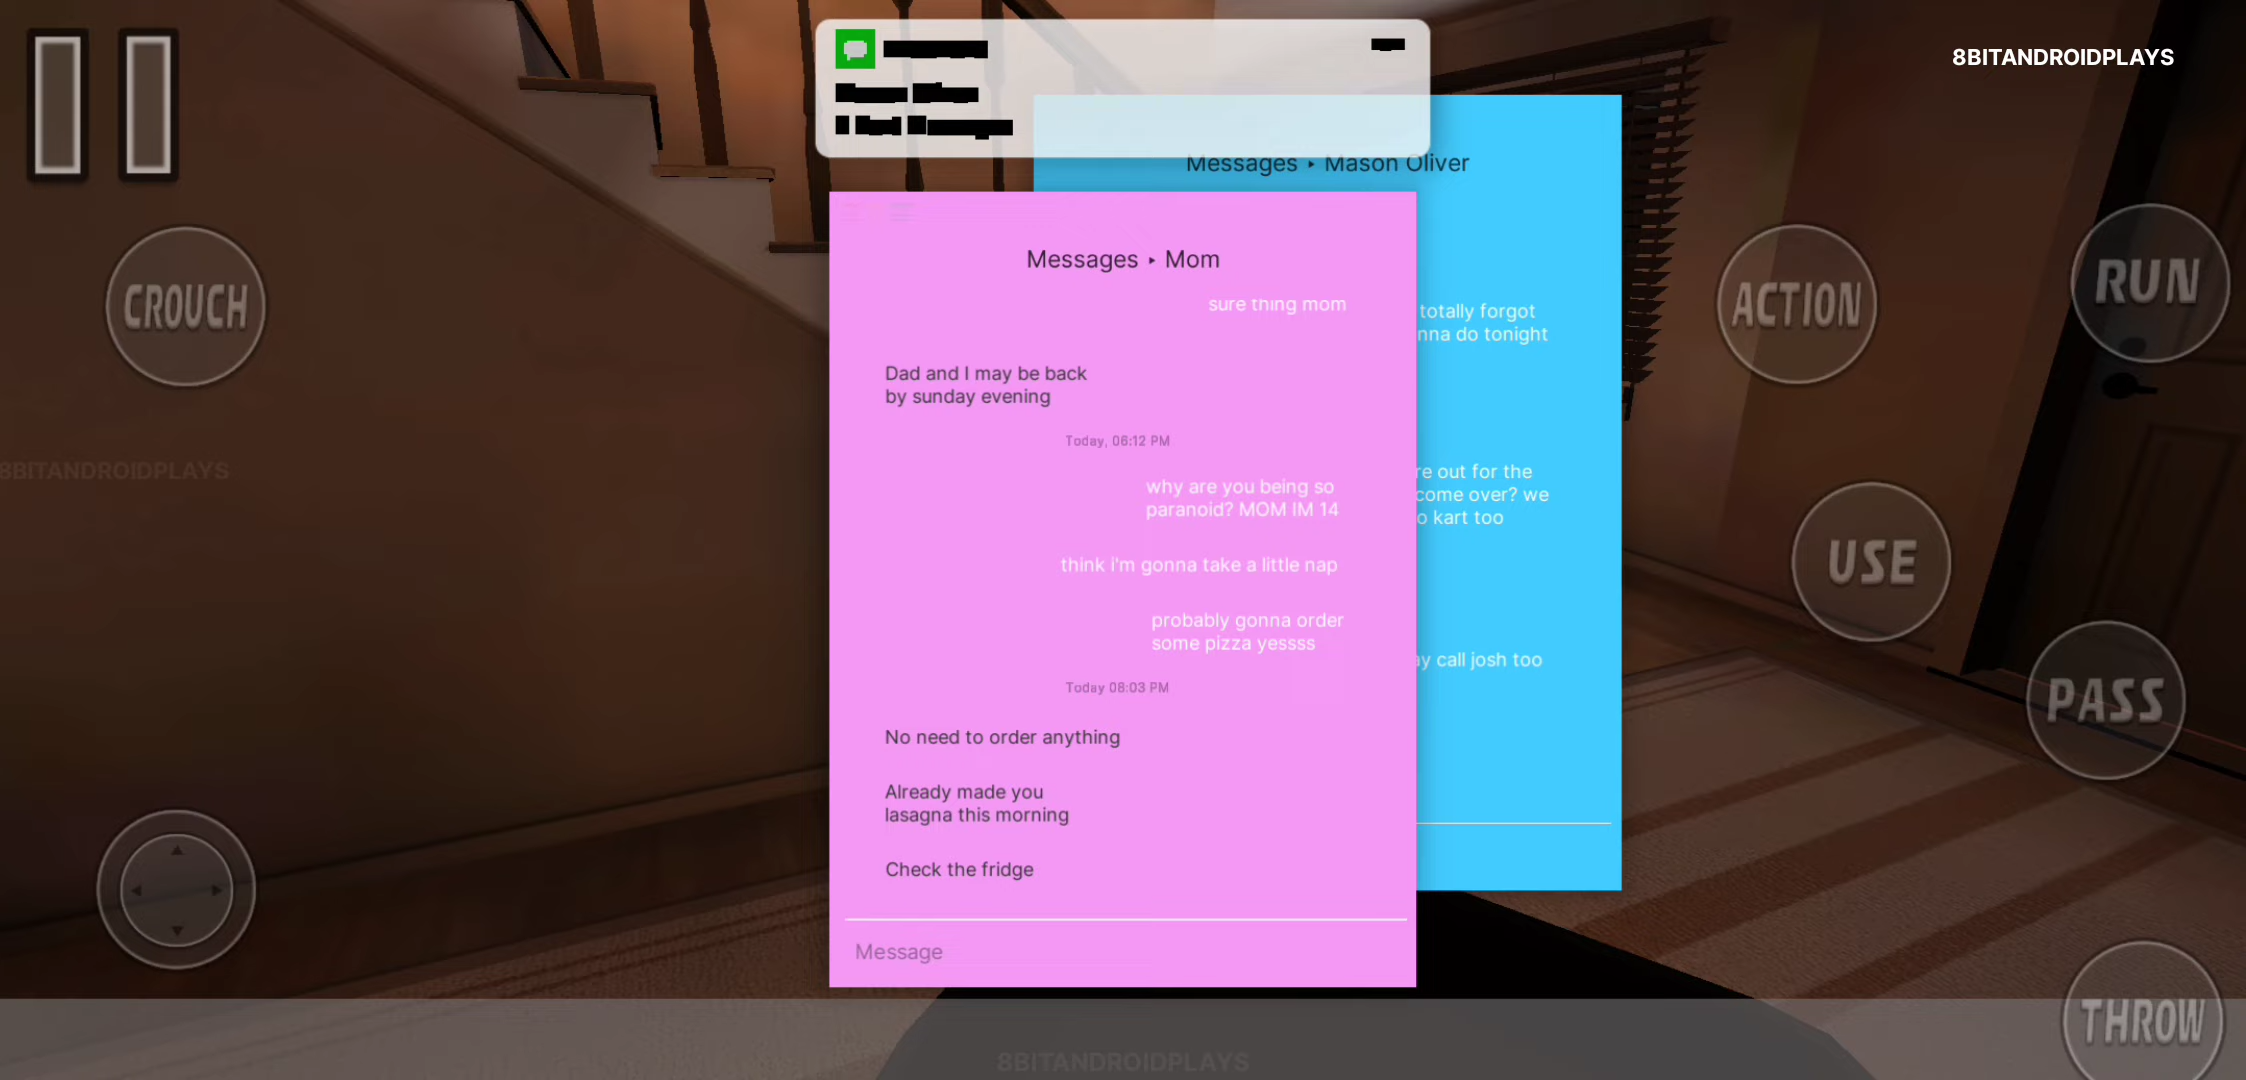 8BITANDROIDPLAYS
Messages ‣ Mason Oliver
Messages ‣ Mom
sure thing mom
totally forgot
nna do tonight
Dad and I may be back
by sunday evening
Today, 06:12 PM
why are you being so
paranoid? MOM IM 14
re out for the
come over? we
o kart too
think i'm gonna take a little nap
probably gonna order
some pizza yessss
ay call josh too
Today 08:03 PM
No need to order anything
Already made you
lasagna this morning
Check the fridge
Message
CROUCH
ACTION
RUN
USE
PASS
THROW
8BITANDROIDPLAYS
8BITANDROIDPLAYS